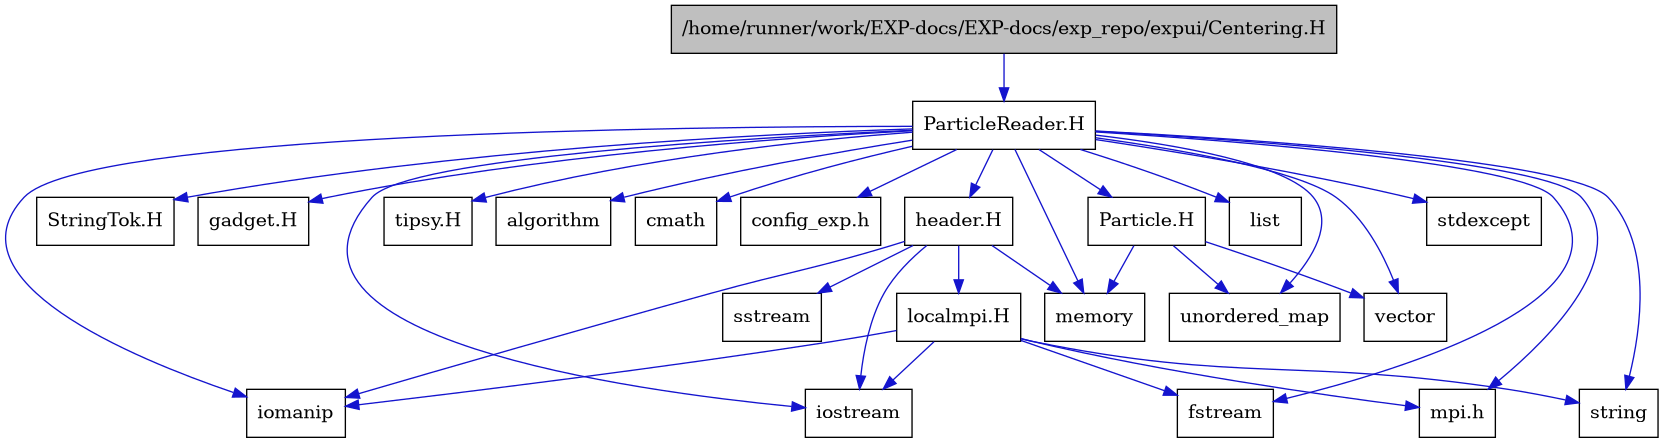 /home/runner/work/EXP-docs/EXP-docs/exp_repo/expui/Centering.H
ParticleReader.H
StringTok.H
gadget.H
tipsy.H
algorithm
cmath
config_exp.h
header.H
Particle.H
list
stdexcept
sstream
localmpi.H
memory
unordered_map
vector
iomanip
iostream
fstream
mpi.h
string